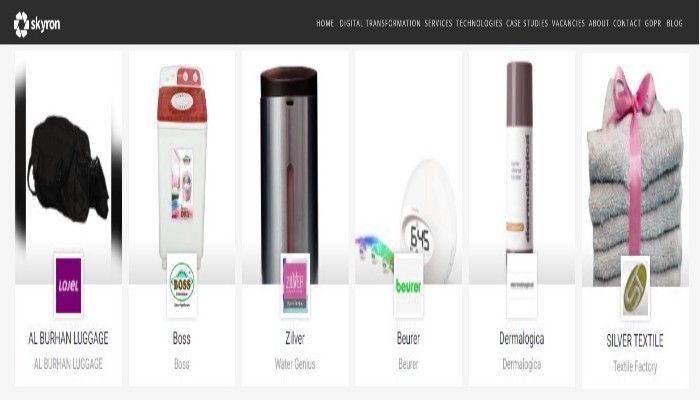 skyron
HOME DIGITAL TRANSFORMATION SERVICES TECHNOLOGIES CASE STUDIES VACANCIES ABOUT CONTACT GDPR BLOG
dermalogica
6:45
LOJEL
BOSS
ZILVER
beurer
dermalogica
AL BURHAN LUGGAGE
Boss
Zilver
Beurer
Dermalogica
SILVER TEXTILE
AL BURHAN LUGGAGE
Boss
Water Genius
Beurer
Dermalogica
Textile Factory